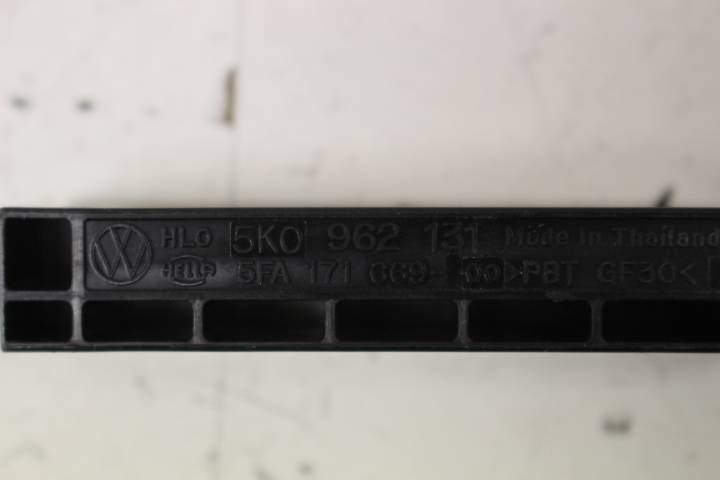 HLO 5K0 962 131 Made in Thailand
HELLA 5FA 171 669-00 >PBT GF30<